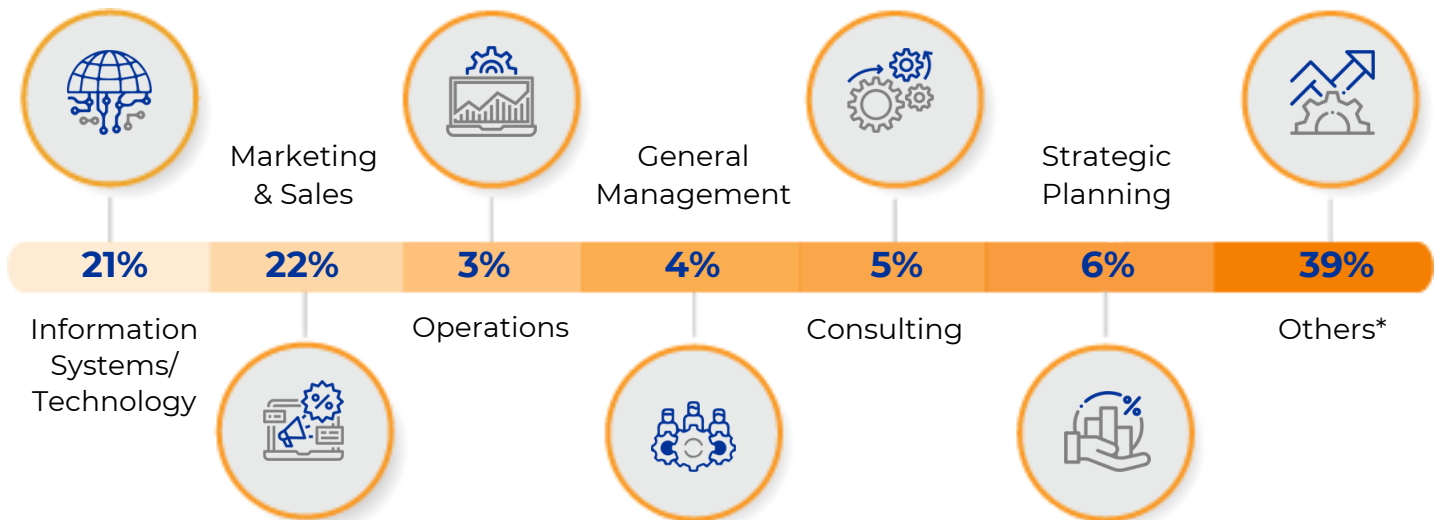 Marketing
& Sales
General
Management
Strategic
Planning
21%
22%
3%
4%
5%
6%
39%
Information
Systems/
Technology
Operations
Consulting
Others*
%
%